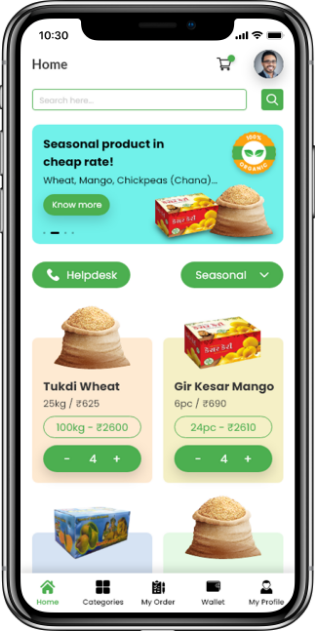 10:30
Home
Search here...
Seasonal product in
cheap rate!
Wheat, Mango, Chickpeas (Chana)...
Know more
100%
ORGANIC
Helpdesk
Seasonal
Tukdi Wheat
25kg / ₹625
100kg - ₹2600
- 4 +
Gir Kesar Mango
6pc / ₹690
24pc - ₹2610
- 4 +
Home
Categories
My Order
Wallet
My Profile